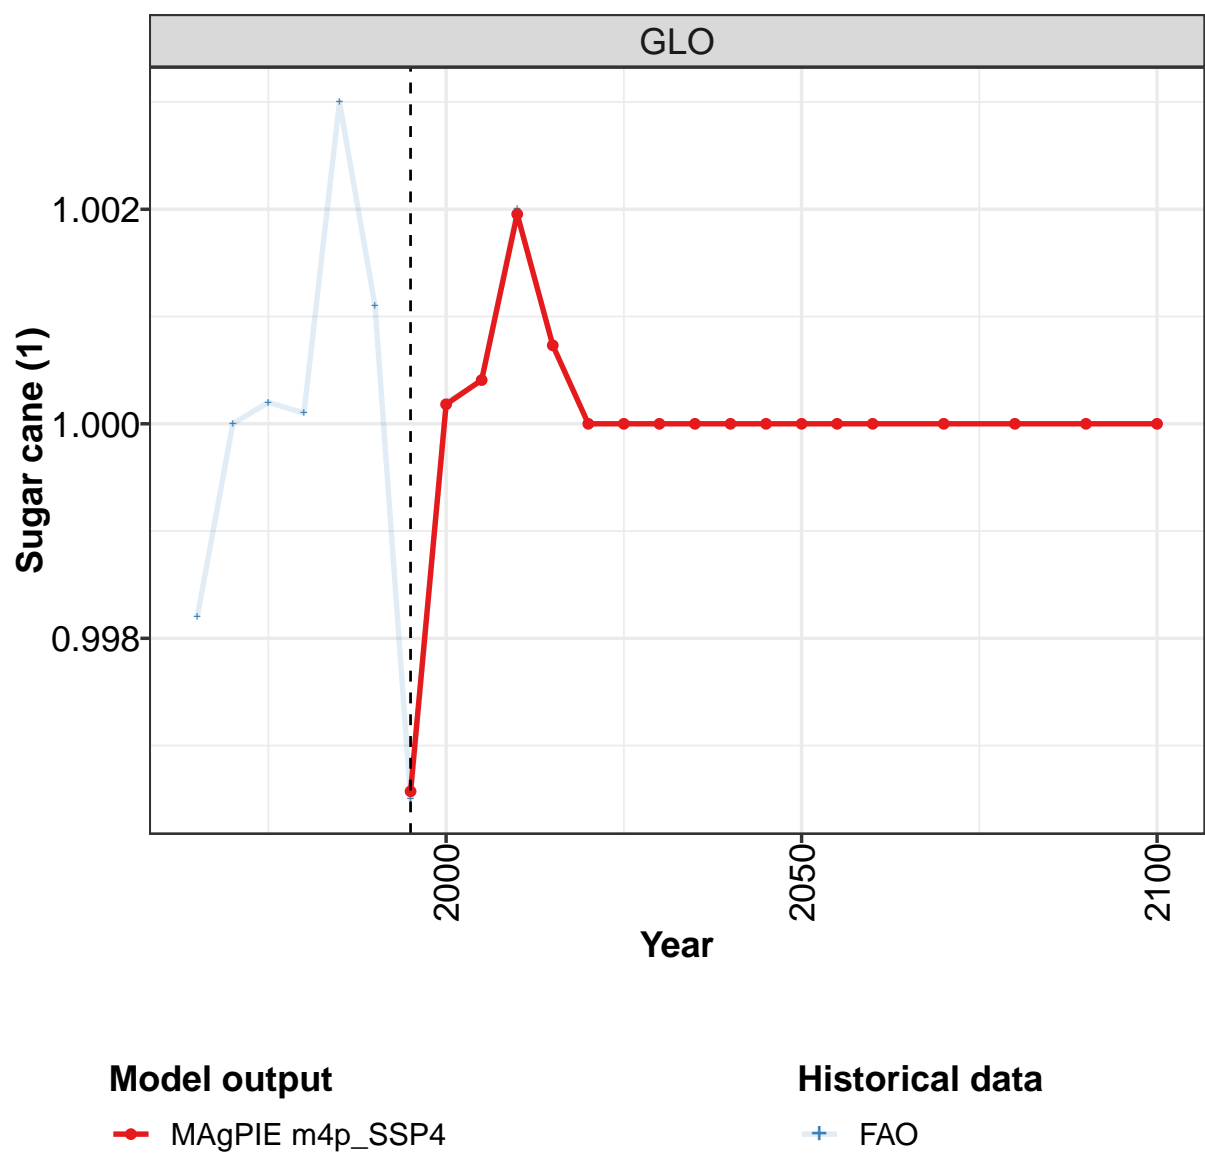 GLO
1.002
1.000
0.998
Sugar cane (1)
2000
2050
2100
Year
Model output
MAgPIE m4p_SSP4
Historical data
FAO